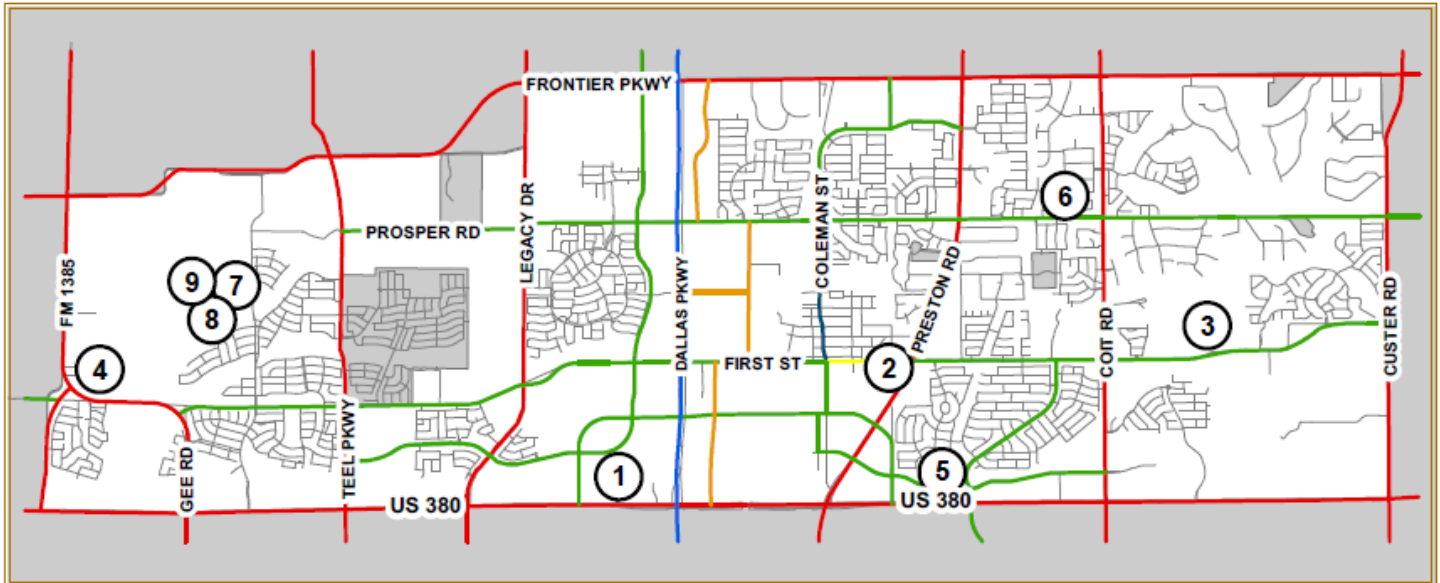 FRONTIER PKWY
LEGACY DR
COLEMAN ST
6
PROSPER RD
FM 1385
9
7
8
DALLAS PKWY
PRESTON RD
3
COIT RD
CUSTER RD
4
FIRST ST
2
TEEL PKWY
GEE RD
1
5
US 380
US 380